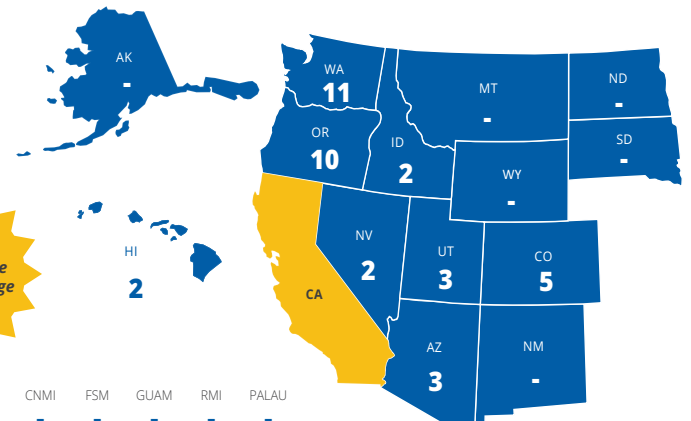 AK
-
WA
11
MT
-
ND
-
OR
10
ID
2
SD
-
WY
-
HI
2
NV
2
UT
3
CO
5
CA
AZ
3
NM
-
CNMI FSM GUAM RMI PALAU
- - - - -